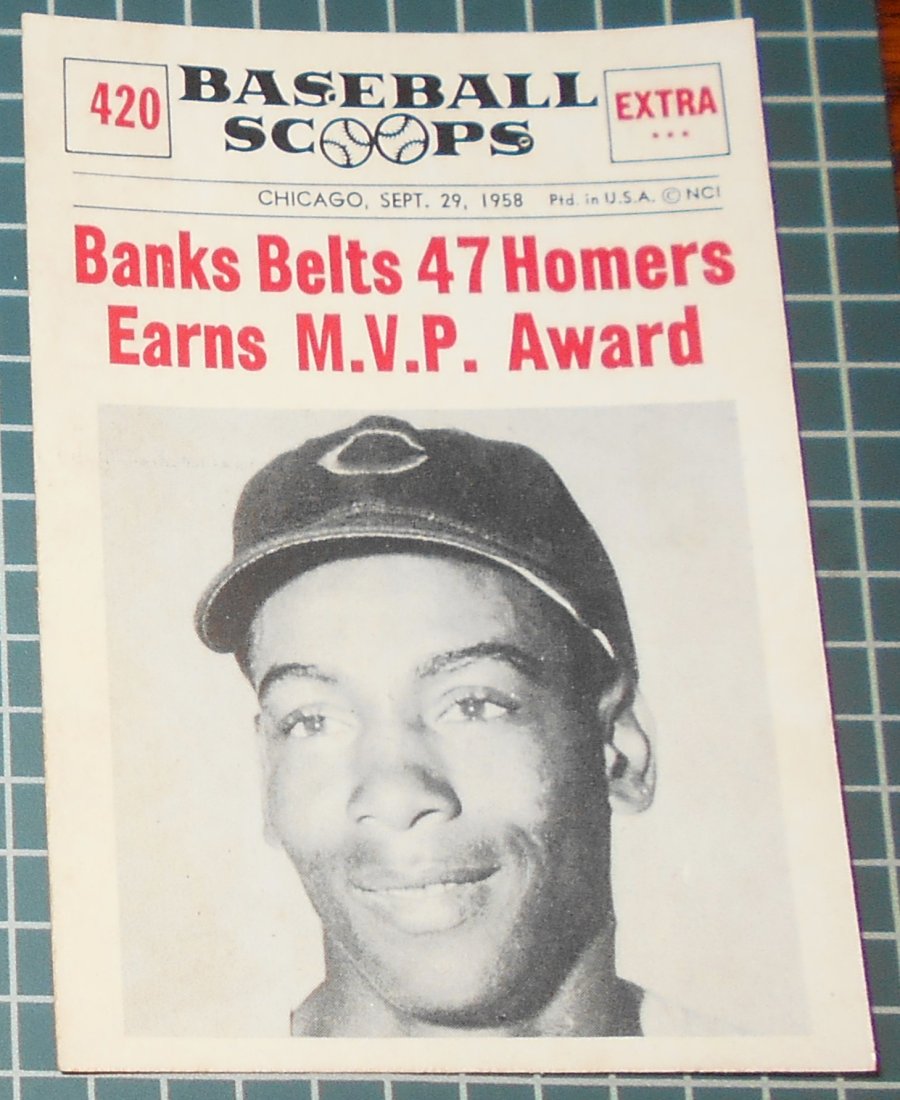 420
BASEBALL
SCOOPS
EXTRA
...
CHICAGO, SEPT. 29, 1958 Ptd. in U.S.A. © NCI
Banks Belts 47 Homers
Earns M.V.P. Award
C